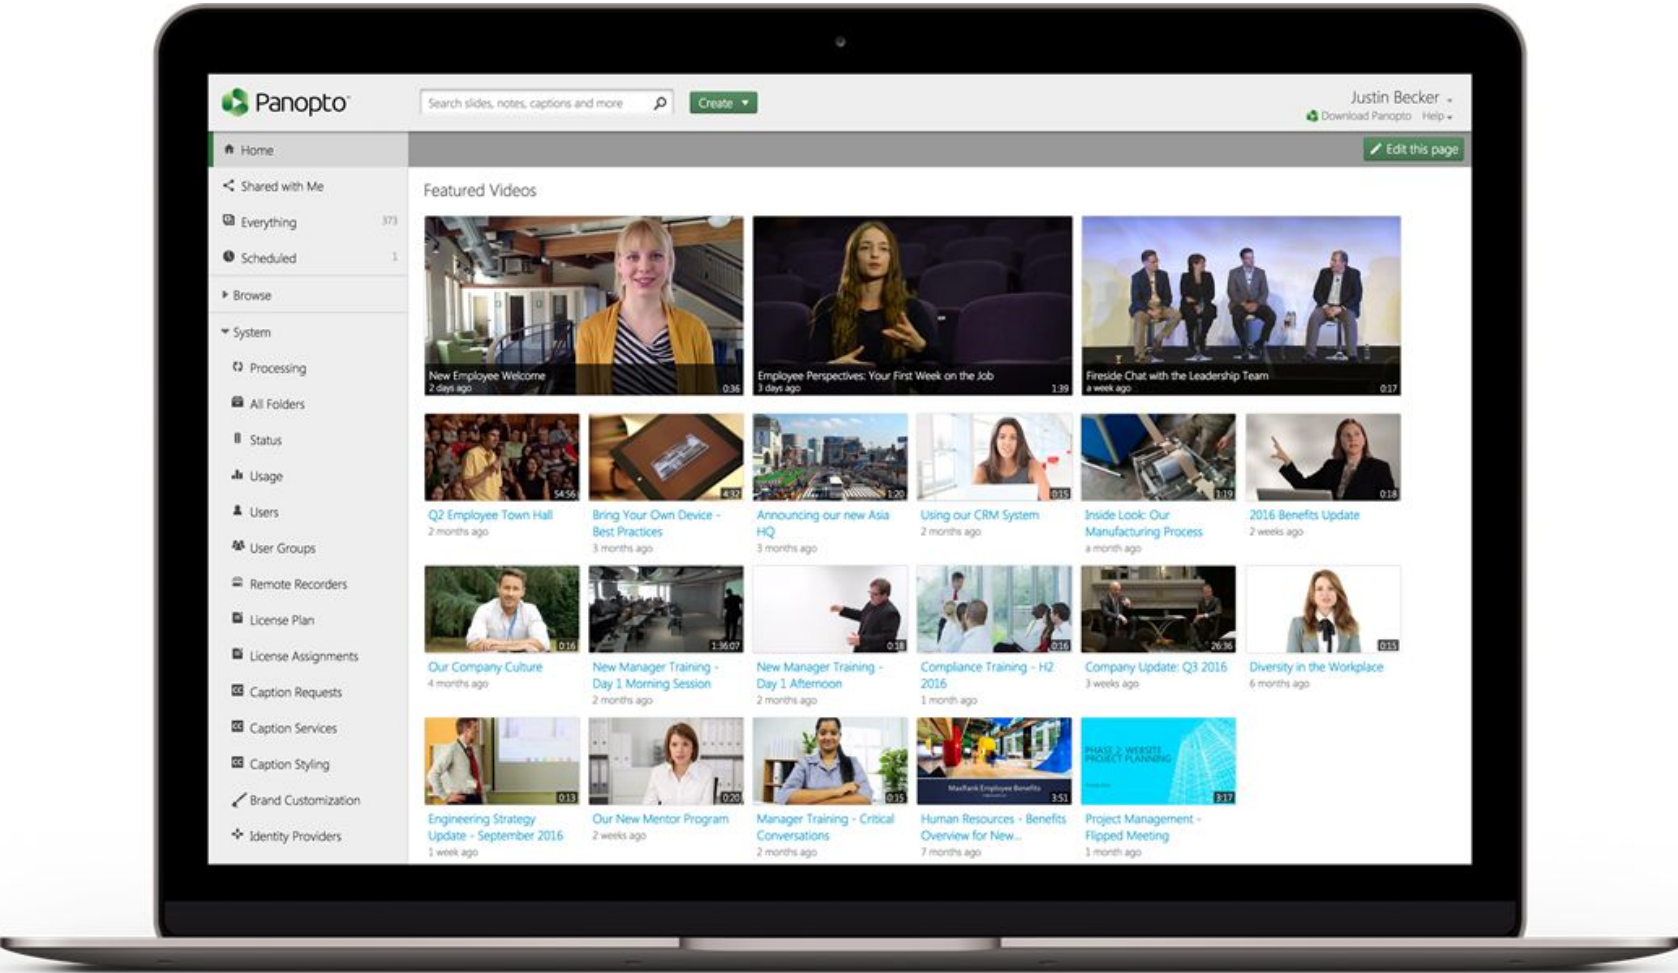 Panopto
Search slides, notes, captions and more
Create
Justin Becker
Download Panopto Help
Home
Edit this page
Shared with Me
Everything 373
Scheduled 1
Browse
System
Processing
All Folders
Status
Usage
Users
User Groups
Remote Recorders
License Plan
License Assignments
Caption Requests
Caption Services
Caption Styling
Brand Customization
Identity Providers
Featured Videos
New Employee Welcome
2 days ago 0:36
Employee Perspectives: Your First Week on the Job
3 days ago 1:39
Fireside Chat with the Leadership Team
a week ago 0:17
54:56
Q2 Employee Town Hall
2 months ago
4:32
Bring Your Own Device -
Best Practices
3 months ago
1:20
Announcing our new Asia
HQ
3 months ago
0:15
Using our CRM System
2 months ago
1:19
Inside Look: Our
Manufacturing Process
a month ago
0:18
2016 Benefits Update
2 weeks ago
0:16
Our Company Culture
4 months ago
1:36:07
New Manager Training -
Day 1 Morning Session
2 months ago
0:18
New Manager Training -
Day 1 Afternoon
2 months ago
0:16
Compliance Training - H2
2016
1 month ago
26:36
Company Update: Q3 2016
3 weeks ago
0:15
Diversity in the Workplace
6 months ago
0:13
Engineering Strategy
Update - September 2016
1 week ago
0:20
Our New Mentor Program
2 weeks ago
0:15
Manager Training - Critical
Conversations
2 months ago
MaxRank Employee Benefits
3:51
Human Resources - Benefits
Overview for New...
7 months ago
PHASE 2: WEBSITE
PROJECT PLANNING
3:17
Project Management -
Flipped Meeting
1 month ago